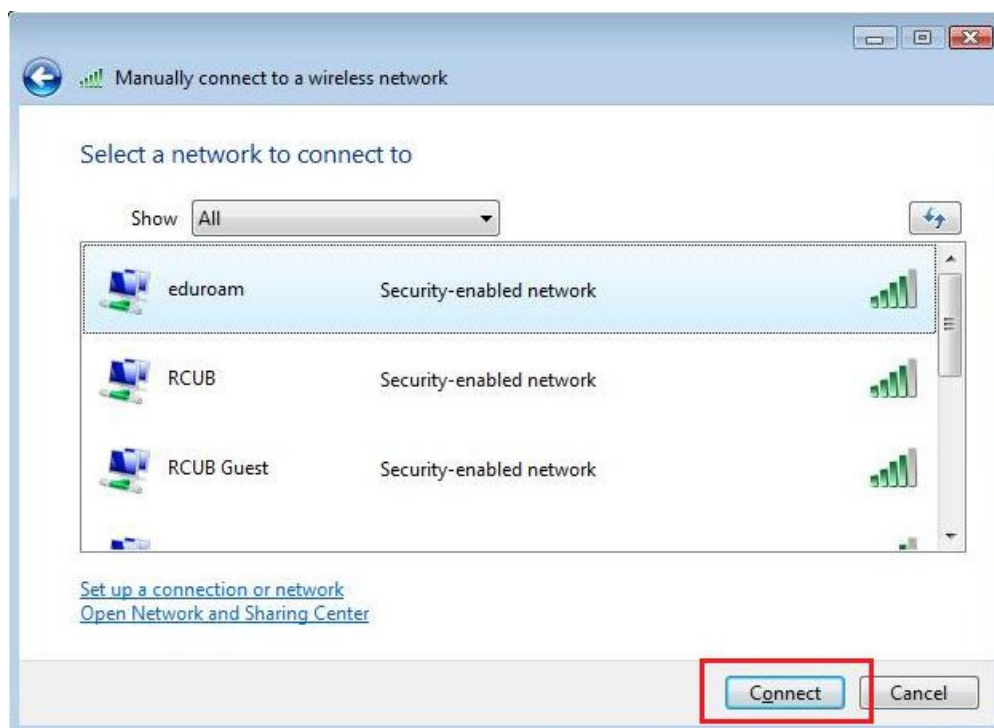 Manually connect to a wireless network
Select a network to connect to
Show All
eduroam Security-enabled network
RCUB Security-enabled network
RCUB Guest Security-enabled network
Set up a connection or network
Open Network and Sharing Center
Connect Cancel